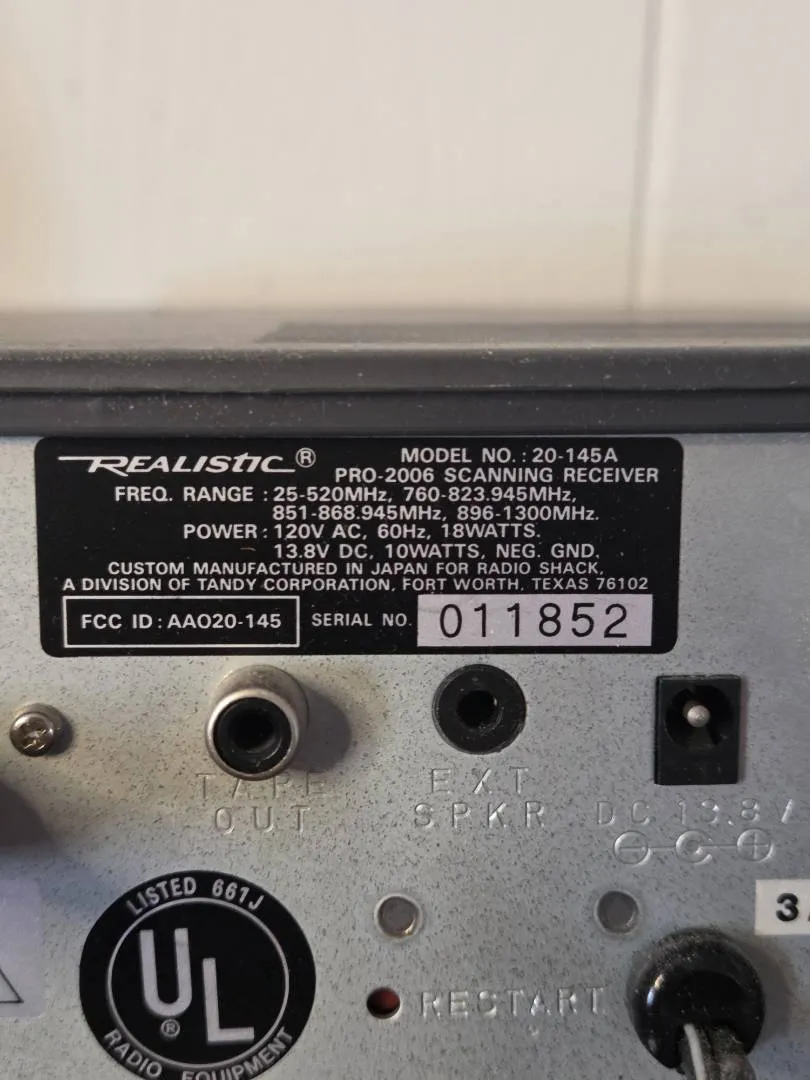 REALISTIC®
MODEL NO.: 20-145A
PRO-2006 SCANNING RECEIVER
FREQ. RANGE : 25-520MHz, 760-823.945MHz,
851-868.945MHz, 896-1300MHz.
POWER : 120V AC, 60Hz, 18WATTS.
13.8V DC, 10WATTS, NEG. GND.
CUSTOM MANUFACTURED IN JAPAN FOR RADIO SHACK,
A DIVISION OF TANDY CORPORATION, FORT WORTH, TEXAS 76102
FCC ID : AAO20-145
SERIAL NO. 011852
TAPE
OUT
EXT
SPKR
DC 13.8V
LISTED 661J
UL®
RADIO EQUIPMENT
RESTART